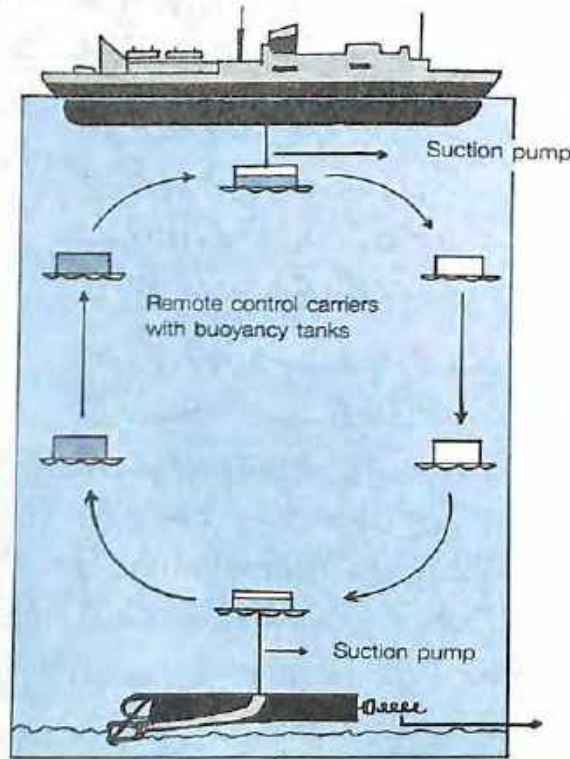 Suction pump
Remote control carriers
with buoyancy tanks
Suction pump